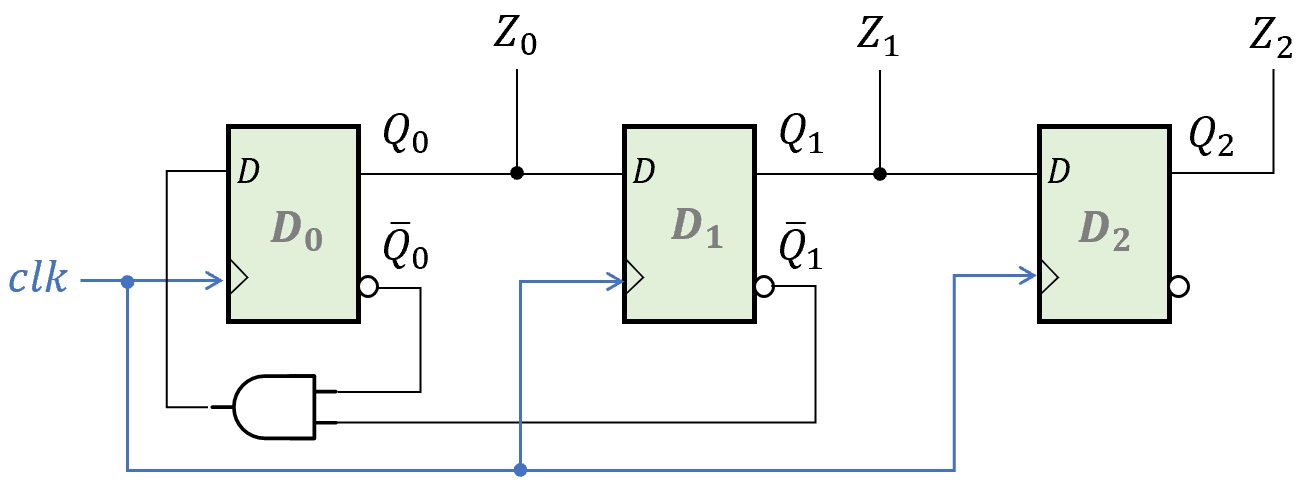 Z₀ Z₁ Z₂
Q₀ Q₁ Q₂
D D D
D₀ D₁ D₂
Q̅₀ Q̅₁
clk